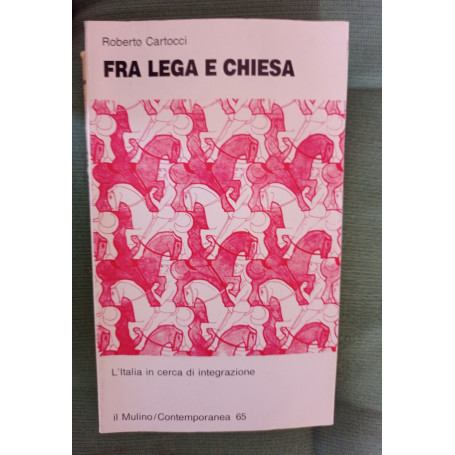 Roberto Cartocci
FRA LEGA E CHIESA
L'Italia in cerca di integrazione
il Mulino/Contemporanea 65